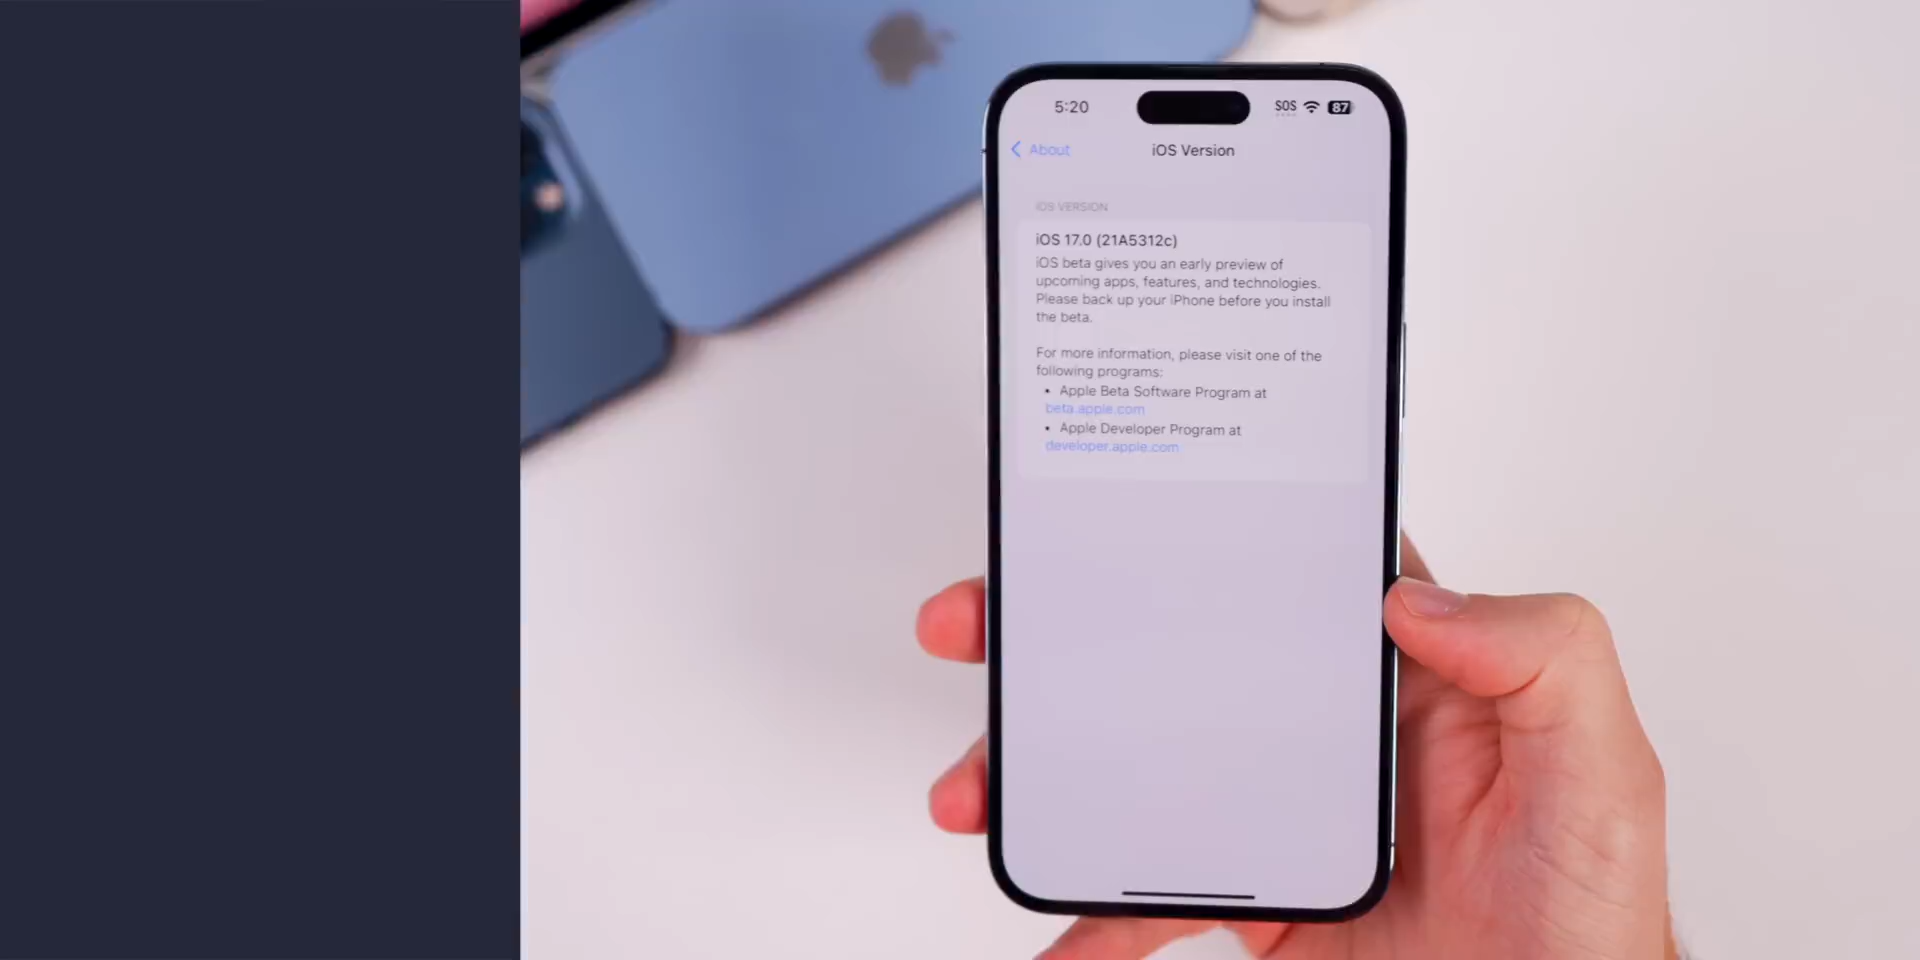 5:20
SOS
87
About
iOS Version
iOS VERSION
iOS 17.0 (21A5312c)
iOS beta gives you an early preview of
upcoming apps, features, and technologies.
Please back up your iPhone before you install
the beta.
For more information, please visit one of the
following programs:
• Apple Beta Software Program at
beta.apple.com
• Apple Developer Program at
developer.apple.com